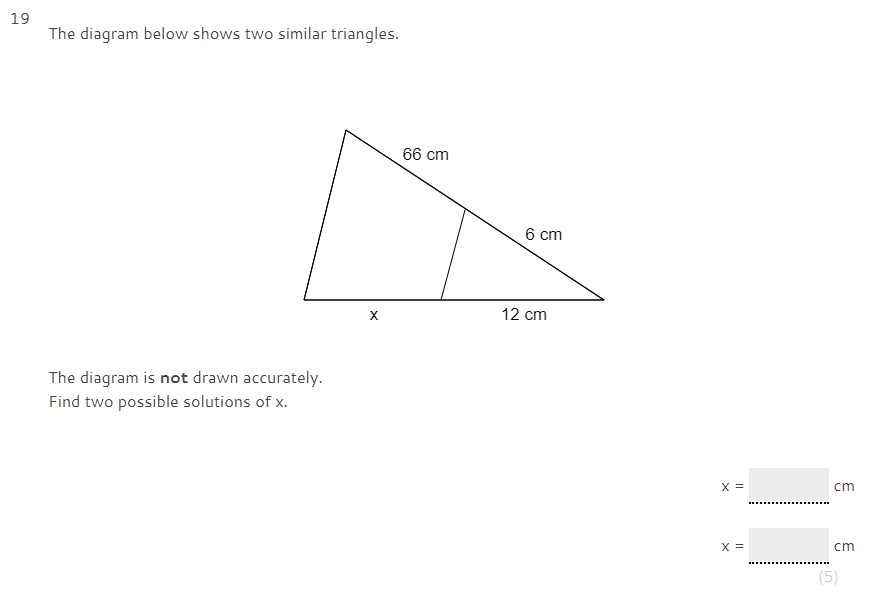 19
The diagram below shows two similar triangles.
66 cm
6 cm
x
12 cm
The diagram is not drawn accurately.
Find two possible solutions of x.
x = cm
x = cm
(5)